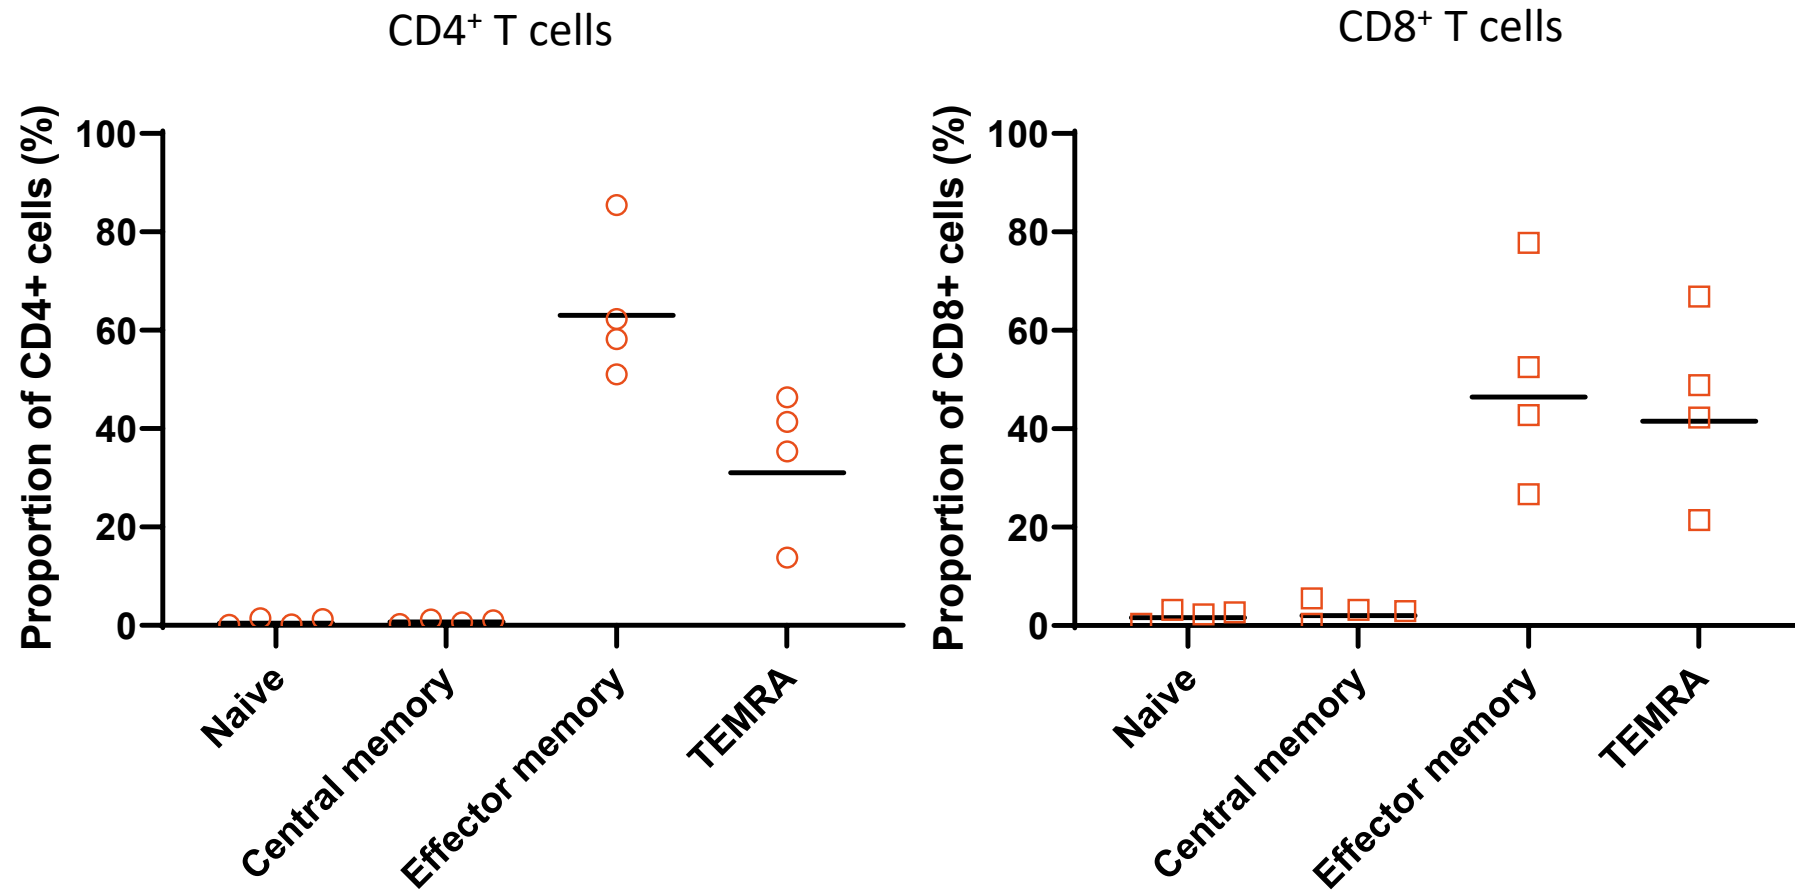 CD4⁺ T cells
Proportion of CD4+ cells (%)
100
80
60
40
20
0
Naive
Central memory
Effector memory
TEMRA
CD8⁺ T cells
Proportion of CD8+ cells (%)
100
80
60
40
20
0
Naive
Central memory
Effector memory
TEMRA